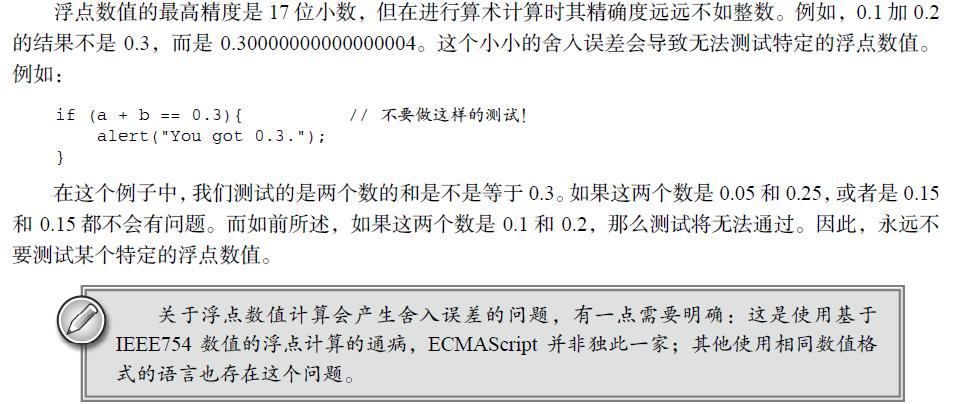 浮点数值的最高精度是 17 位小数，但在进行算术计算时其精确度远远不如整数。例如，0.1 加 0.2
的结果不是 0.3，而是 0.30000000000000004。这个小小的舍入误差会导致无法测试特定的浮点数值。
例如：
if (a + b == 0.3){ // 不要做这样的测试!
alert("You got 0.3.");
}
在这个例子中，我们测试的是两个数的和是不是等于 0.3。如果这两个数是 0.05 和 0.25，或者是 0.15
和 0.15 都不会有问题。而如前所述，如果这两个数是 0.1 和 0.2，那么测试将无法通过。因此，永远不
要测试某个特定的浮点数值。
关于浮点数值计算会产生舍入误差的问题，有一点需要明确：这是使用基于
IEEE754 数值的浮点计算的通病，ECMAScript 并非独此一家；其他使用相同数值格
式的语言也存在这个问题。